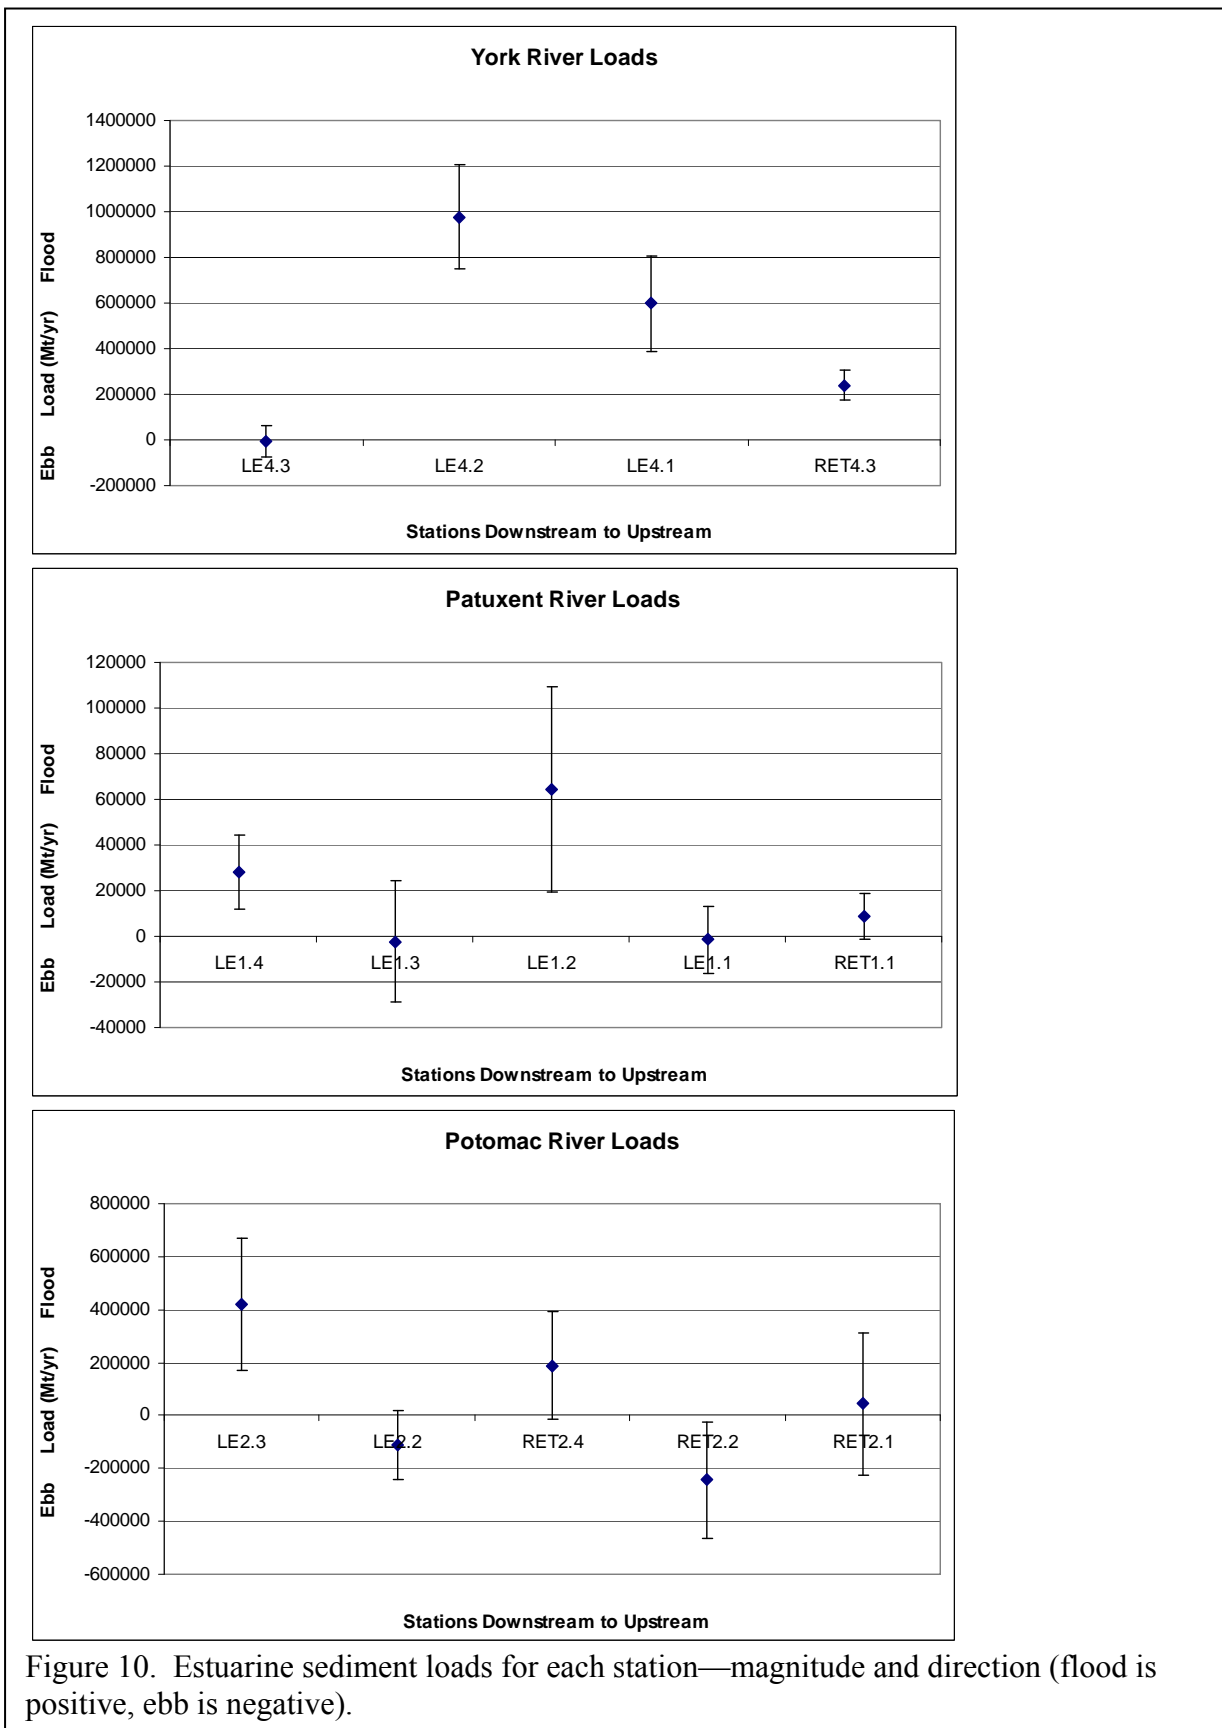 York River Loads
1400000
1200000
1000000
800000
600000
400000
200000
0
-200000
Ebb Load (Mt/yr) Flood
LE4.3 LE4.2 LE4.1 RET4.3
Stations Downstream to Upstream
Patuxent River Loads
120000
100000
80000
60000
40000
20000
0
-20000
-40000
Ebb Load (Mt/yr) Flood
LE1.4 LE1.3 LE1.2 LE1.1 RET1.1
Stations Downstream to Upstream
Potomac River Loads
800000
600000
400000
200000
0
-200000
-400000
-600000
Ebb Load (Mt/yr) Flood
LE2.3 LE2.2 RET2.4 RET2.2 RET2.1
Stations Downstream to Upstream
Figure 10. Estuarine sediment loads for each station—magnitude and direction (flood is
positive, ebb is negative).